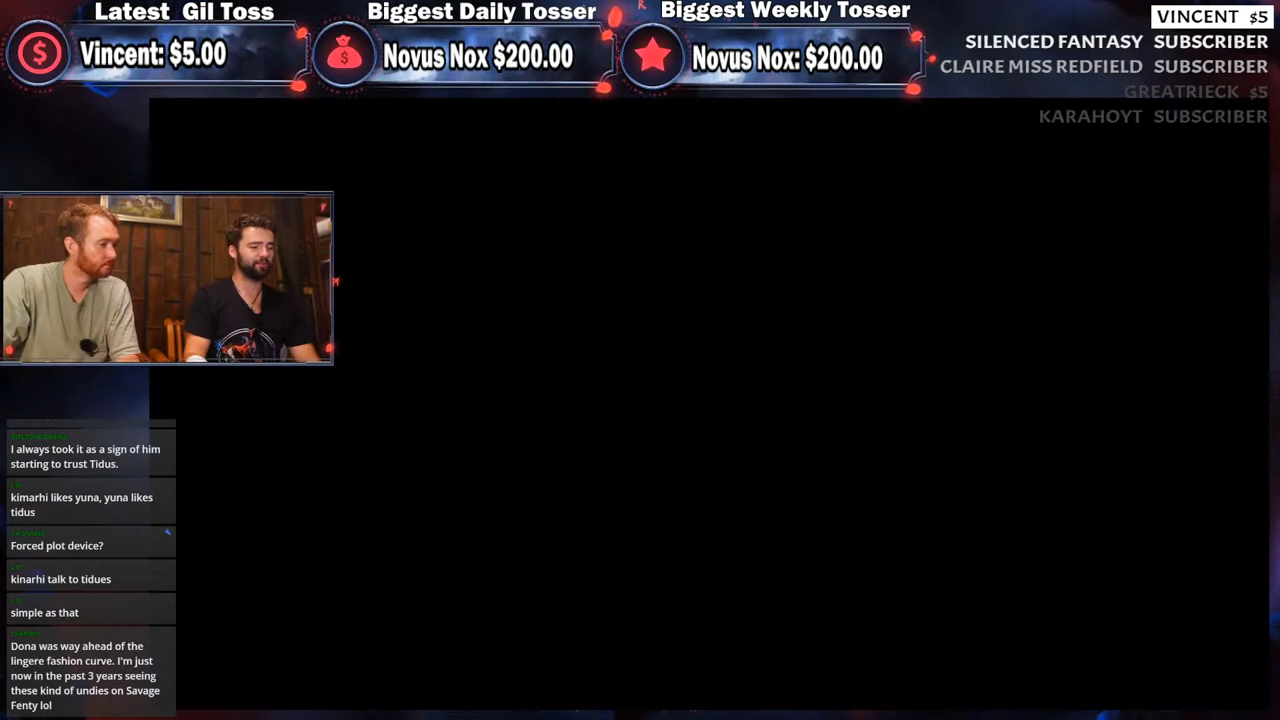 Latest Gil Toss
Biggest Daily Tosser
Biggest Weekly Tosser
Vincent: $5.00
Novus Nox $200.00
Novus Nox: $200.00
VINCENT $5
SILENCED FANTASY SUBSCRIBER
CLAIRE MISS REDFIELD SUBSCRIBER
GREATRIECK $5
KARAHOYT SUBSCRIBER
I always took it as a sign of him
starting to trust Tidus.
kimarhi likes yuna, yuna likes
tidus
Forced plot device?
kinarhi talk to tidues
simple as that
Dona was way ahead of the
lingere fashion curve. I'm just
now in the past 3 years seeing
these kind of undies on Savage
Fenty lol